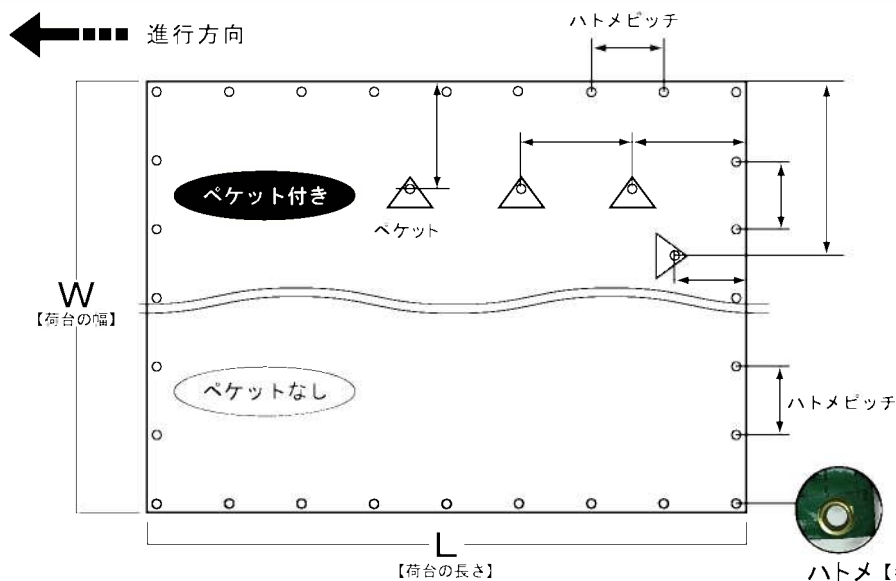 進行方向
ハトメピッチ
ペケット付き
ペケット
W
【荷台の幅】
ペケットなし
ハトメピッチ
L
【荷台の長さ】
ハトメ【